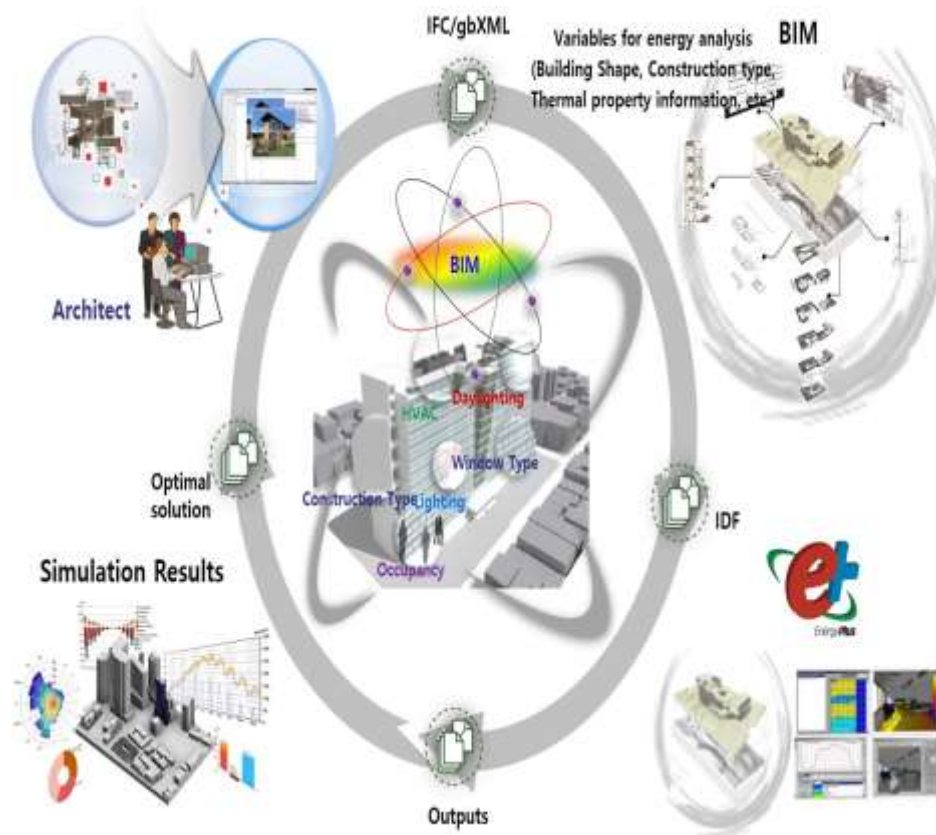 IFC/gbXML
Variables for energy analysis
(Building Shape, Construction type,
Thermal property information, etc.)
BIM
Architect
BIM
HVAC
Daylighting
Window Type
Construction Type
Lighting
Occupancy
Optimal
solution
IDF
Simulation Results
e+
EnergyPlus
Outputs